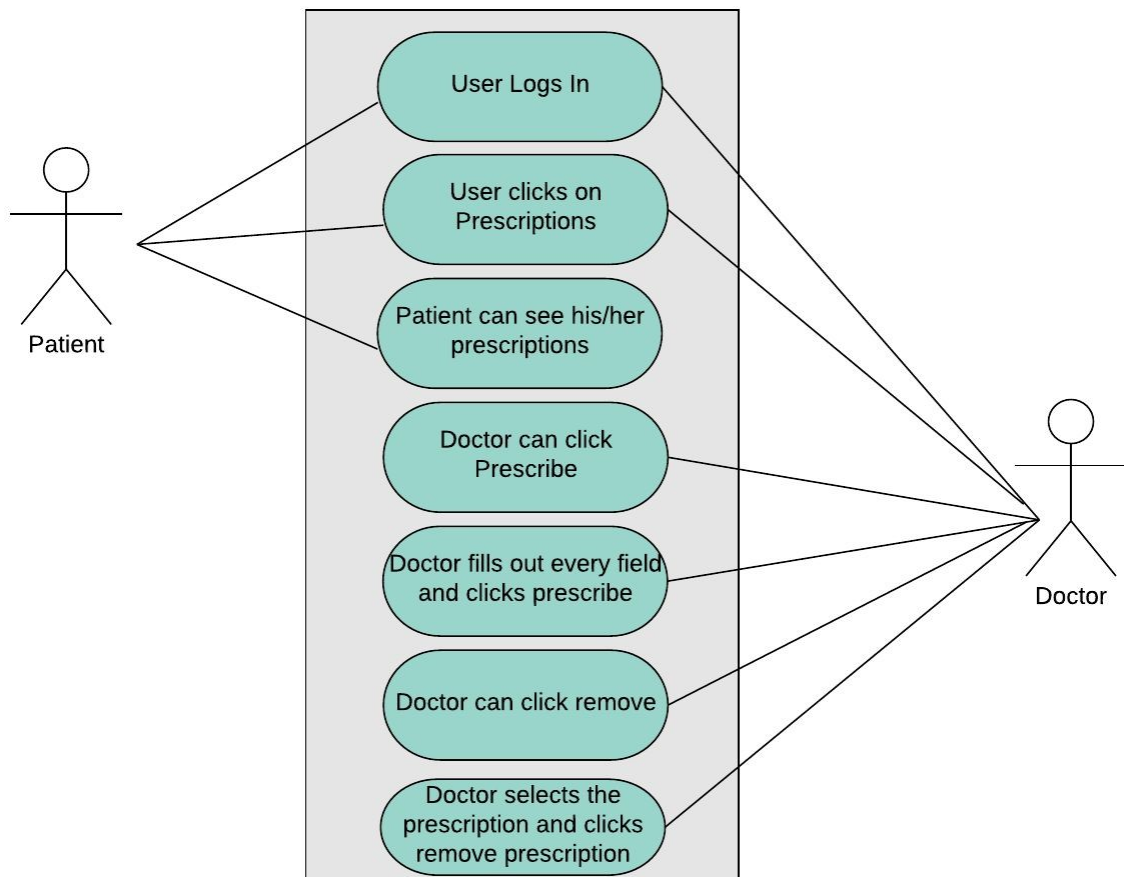 User Logs In
User clicks on
Prescriptions
Patient can see his/her
prescriptions
Patient
Doctor can click
Prescribe
Doctor fills out every field
and clicks prescribe
Doctor
Doctor can click remove
Doctor selects the
prescription and clicks
remove prescription